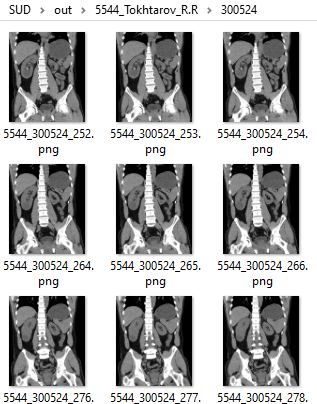 SUD > out > 5544_Tokhtarov_R.R > 300524
5544_300524_252.png
5544_300524_253.png
5544_300524_254.png
5544_300524_264.png
5544_300524_265.png
5544_300524_266.png
5544_300524_276.
5544_300524_277.
5544_300524_278.